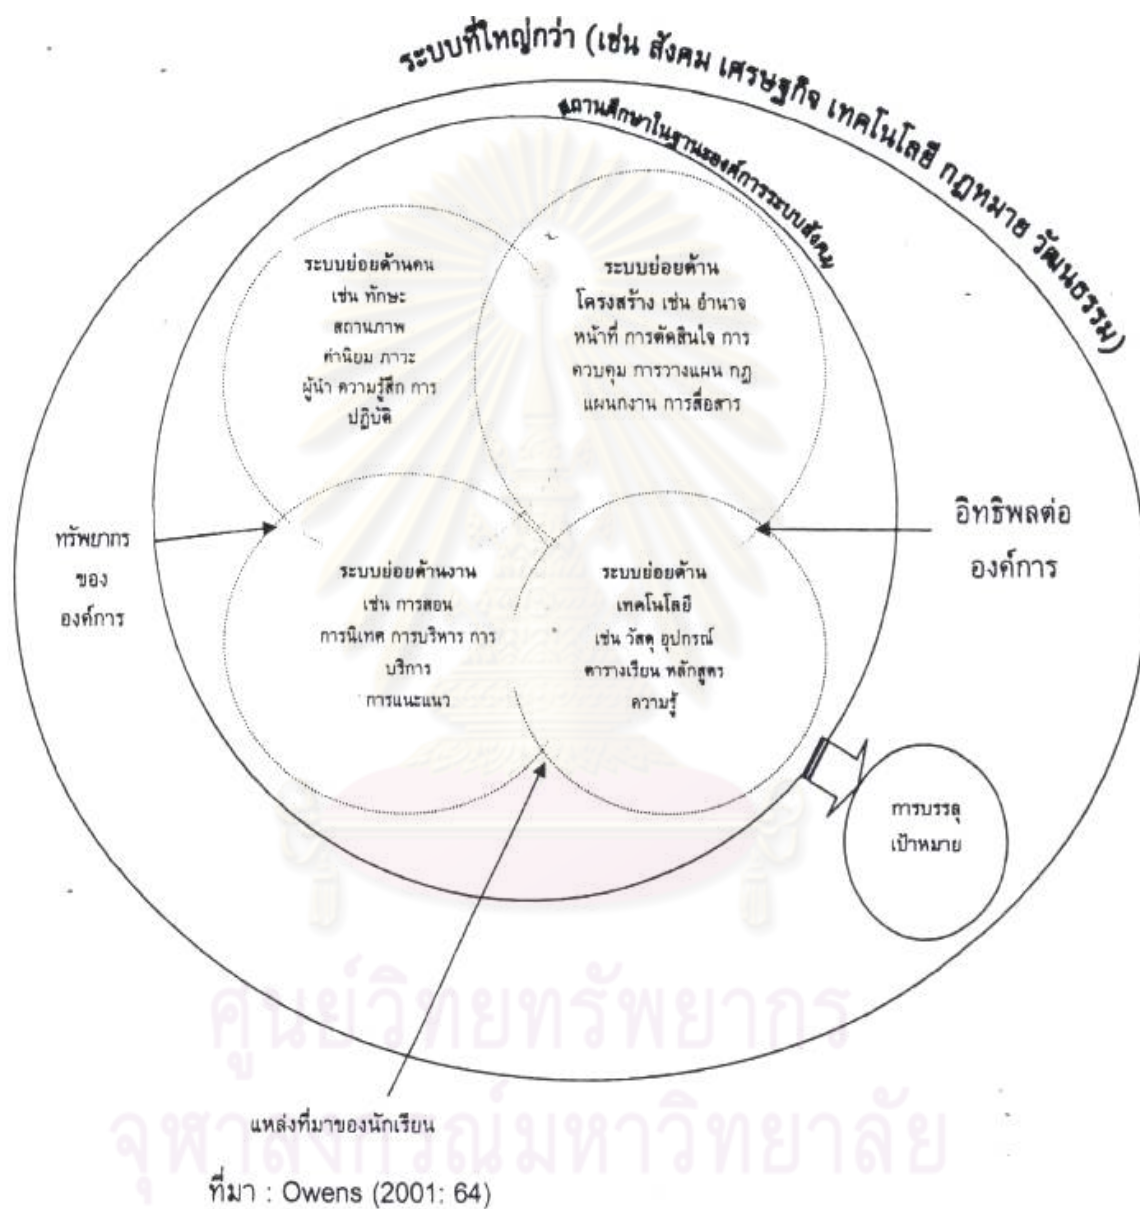 ระบบที่ใหญ่กว่า (เช่น สังคม เศรษฐกิจ เทคโนโลยี กฎหมาย วัฒนธรรม)
สถานศึกษาในฐานะองค์การระบบสังคม
ระบบย่อยด้านคน
เช่น ทักษะ
สถานภาพ
ค่านิยม ภาวะ
ผู้นำ ความรู้สึก การ
ปฏิบัติ
ระบบย่อยด้าน
โครงสร้าง เช่น อำนาจ
หน้าที่ การตัดสินใจ การ
ควบคุม การวางแผน กฎ
แผนกงาน การสื่อสาร
ทรัพยากร
ของ
องค์การ
อิทธิพลต่อ
องค์การ
ระบบย่อยด้านงาน
เช่น การสอน
การนิเทศ การบริหาร การ
บริการ
การแนะแนว
ระบบย่อยด้าน
เทคโนโลยี
เช่น วัสดุ อุปกรณ์
ตารางเรียน หลักสูตร
ความรู้
การบรรลุ
เป้าหมาย
ศูนย์วิทยทรัพยากร
แหล่งที่มาของนักเรียน
จุฬาลงกรณ์มหาวิทยาลัย
ที่มา : Owens (2001: 64)